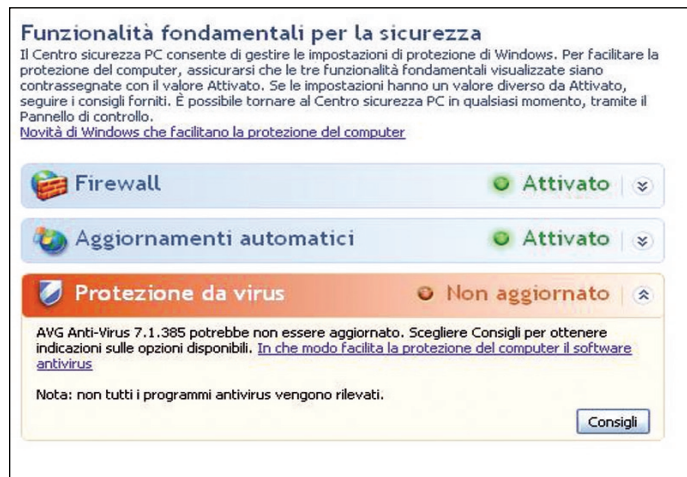 Funzionalità fondamentali per la sicurezza
Il Centro sicurezza PC consente di gestire le impostazioni di protezione di Windows. Per facilitare la
protezione del computer, assicurarsi che le tre funzionalità fondamentali visualizzate siano
contrassegnate con il valore Attivato. Se le impostazioni hanno un valore diverso da Attivato,
seguire i consigli forniti. È possibile tornare al Centro sicurezza PC in qualsiasi momento, tramite il
Pannello di controllo.
Novità di Windows che facilitano la protezione del computer
Firewall Attivato
Aggiornamenti automatici Attivato
Protezione da virus Non aggiornato
AVG Anti-Virus 7.1.385 potrebbe non essere aggiornato. Scegliere Consigli per ottenere
indicazioni sulle opzioni disponibili. In che modo facilita la protezione del computer il software
antivirus
Nota: non tutti i programmi antivirus vengono rilevati.
Consigli